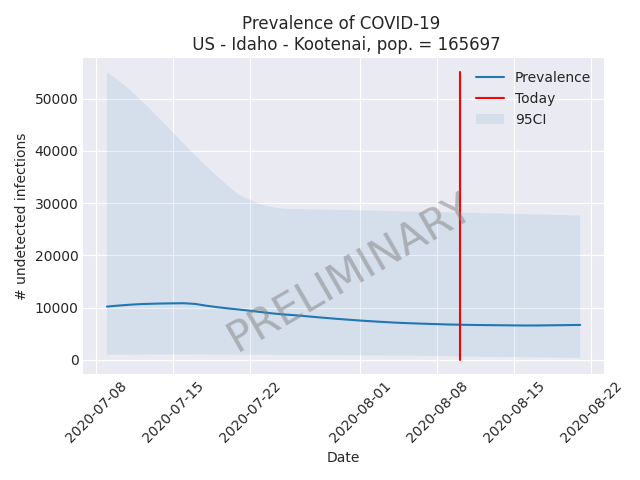 Prevalence of COVID-19
US - Idaho - Kootenai, pop. = 165697
Prevalence
Today
95CI
# undetected infections
50000
40000
30000
20000
10000
0
PRELIMINARY
2020-07-08
2020-07-15
2020-07-22
2020-08-01
2020-08-08
2020-08-15
2020-08-22
Date